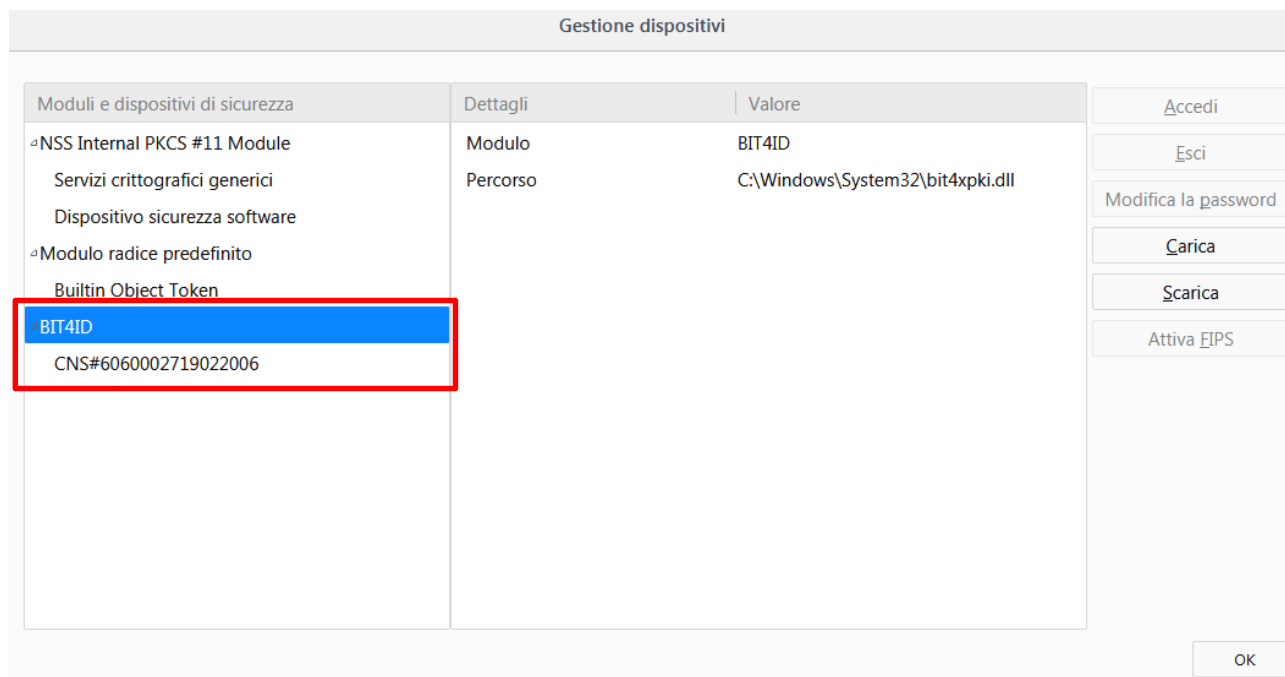 Gestione dispositivi
Moduli e dispositivi di sicurezza
NSS Internal PKCS #11 Module
Servizi crittografici generici
Dispositivo sicurezza software
Modulo radice predefinito
Builtin Object Token
BIT4ID
CNS#6060002719022006
Dettagli Valore
Modulo BIT4ID
Percorso C:\Windows\System32\bit4xpki.dll
Accedi
Esci
Modifica la password
Carica
Scarica
Attiva FIPS
OK